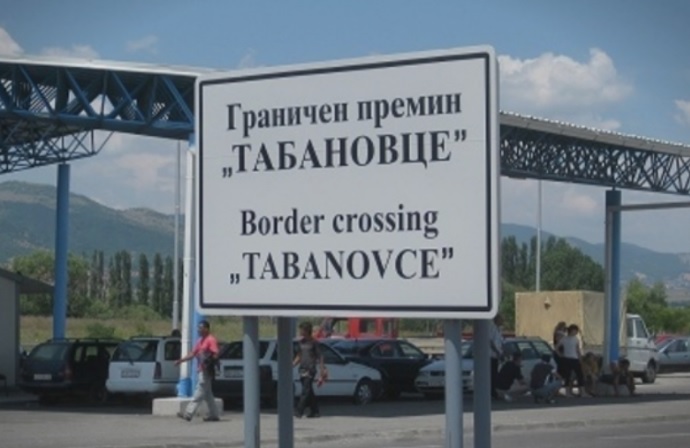 Граничен премин
„ТАБАНОВЦЕ”
Border crossing
„TABANOVCE”